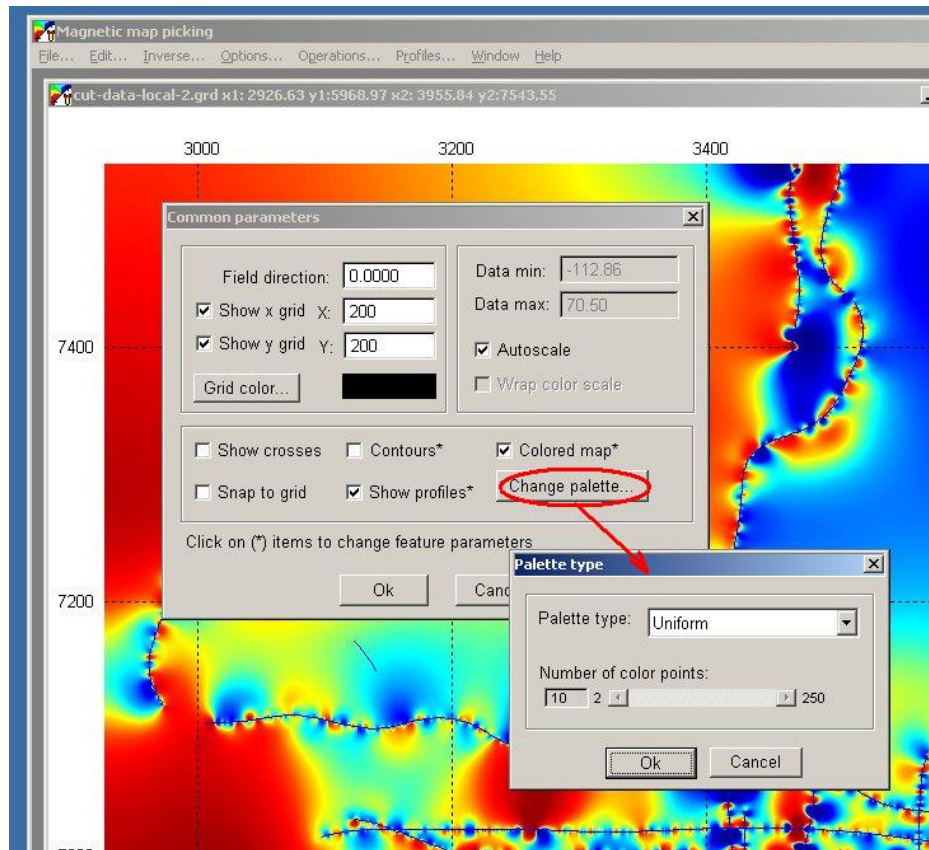 Magnetic map picking
File... Edit... Inverse... Options... Operations... Profiles... Window Help
cut-data-local-2.grd x1: 2926.63 y1:5968.97 x2: 3955.84 y2:7543.55
3000 3200 3400
Common parameters
Field direction: 0.0000
Data min: -112.86
Show x grid X: 200
Data max: 70.50
7400
Show y grid Y: 200
Autoscale
Grid color...
Wrap color scale
Show crosses Contours* Colored map*
Snap to grid Show profiles* Change palette...
Click on (*) items to change feature parameters
Palette type
Ok Canc
7200
Palette type: Uniform
Number of color points:
10 2 250
Ok Cancel